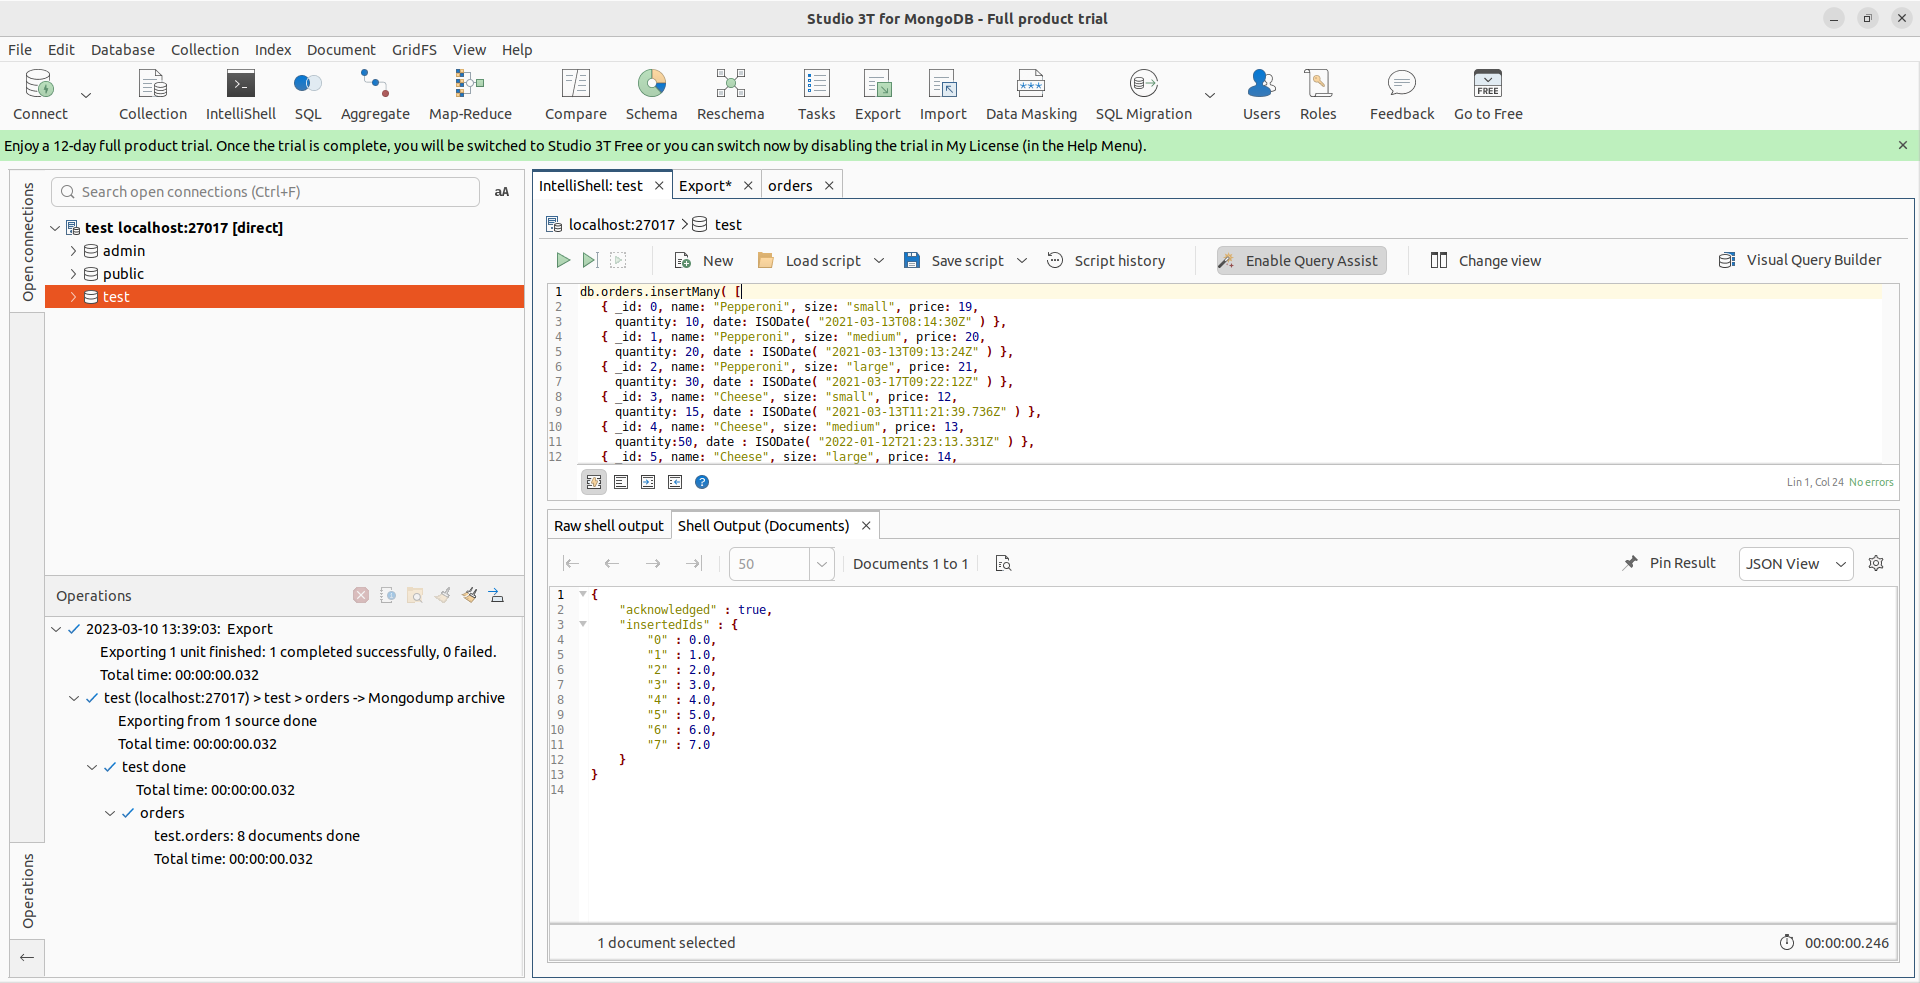 Studio 3T for MongoDB - Full product trial
File Edit Database Collection Index Document GridFS View Help
Connect Collection IntelliShell SQL Aggregate Map-Reduce Compare Schema Reschema Tasks Export Import Data Masking SQL Migration Users Roles Feedback FREE Go to Free
Enjoy a 12-day full product trial. Once the trial is complete, you will be switched to Studio 3T Free or you can switch now by disabling the trial in My License (in the Help Menu).
Open connections
Search open connections (Ctrl+F) aA
test localhost:27017 [direct]
admin
public
test
Operations
2023-03-10 13:39:03: Export
Exporting 1 unit finished: 1 completed successfully, 0 failed.
Total time: 00:00:00.032
test (localhost:27017) > test > orders -> Mongodump archive
Exporting from 1 source done
Total time: 00:00:00.032
test done
Total time: 00:00:00.032
orders
test.orders: 8 documents done
Total time: 00:00:00.032
Operations
IntelliShell: test Export* orders
localhost:27017 test
New Load script Save script Script history Enable Query Assist Change view Visual Query Builder
1 db.orders.insertMany( [
2 { _id: 0, name: "Pepperoni", size: "small", price: 19,
3 quantity: 10, date: ISODate( "2021-03-13T08:14:30Z" ) },
4 { _id: 1, name: "Pepperoni", size: "medium", price: 20,
5 quantity: 20, date : ISODate( "2021-03-13T09:13:24Z" ) },
6 { _id: 2, name: "Pepperoni", size: "large", price: 21,
7 quantity: 30, date : ISODate( "2021-03-17T09:22:12Z" ) },
8 { _id: 3, name: "Cheese", size: "small", price: 12,
9 quantity: 15, date : ISODate( "2021-03-13T11:21:39.736Z" ) },
10 { _id: 4, name: "Cheese", size: "medium", price: 13,
11 quantity:50, date : ISODate( "2022-01-12T21:23:13.331Z" ) },
12 { _id: 5, name: "Cheese", size: "large", price: 14,
Lin 1, Col 24 No errors
Raw shell output Shell Output (Documents)
50 Documents 1 to 1 Pin Result JSON View
1 {
2 "acknowledged" : true,
3 "insertedIds" : {
4 "0" : 0.0,
5 "1" : 1.0,
6 "2" : 2.0,
7 "3" : 3.0,
8 "4" : 4.0,
9 "5" : 5.0,
10 "6" : 6.0,
11 "7" : 7.0
12 }
13 }
14
1 document selected 00:00:00.246